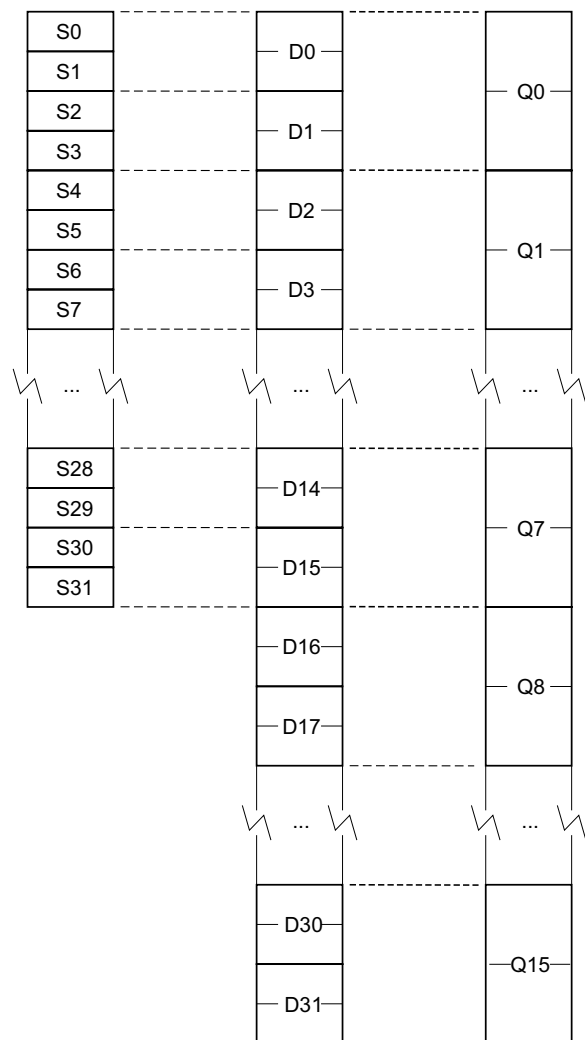 S0
S1
S2
S3
S4
S5
S6
S7
...
S28
S29
S30
S31
D0
D1
D2
D3
...
D14
D15
D16
D17
...
D30
D31
Q0
Q1
...
Q7
Q8
...
Q15